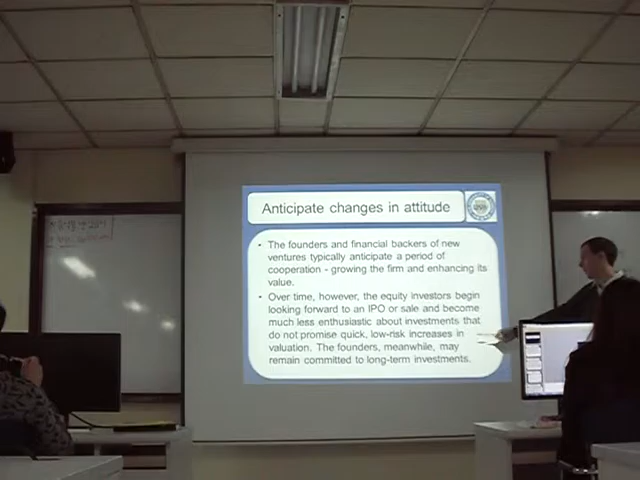 Anticipate changes in attitude
• The founders and financial backers of new
ventures typically anticipate a period of
cooperation - growing the firm and enhancing its
value.
• Over time, however, the equity investors begin
looking forward to an IPO or sale and become
much less enthusiastic about investments that
do not promise quick, low-risk increases in
valuation. The founders, meanwhile, may
remain committed to long-term investments.